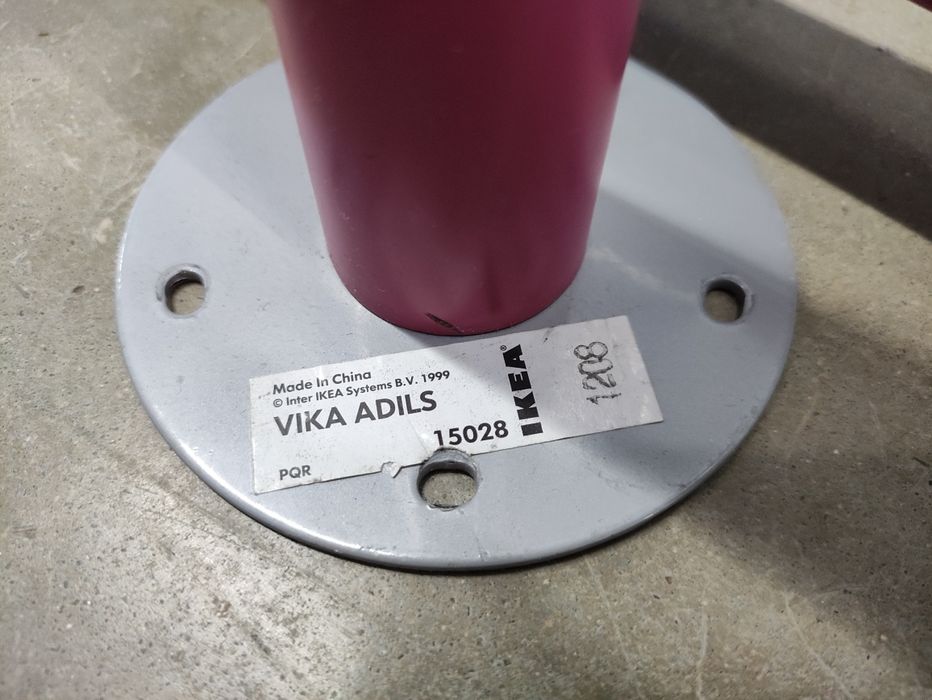 Made In China
© Inter IKEA Systems B.V. 1999
VIKA ADILS
15028
PQR
IKEA®
1208